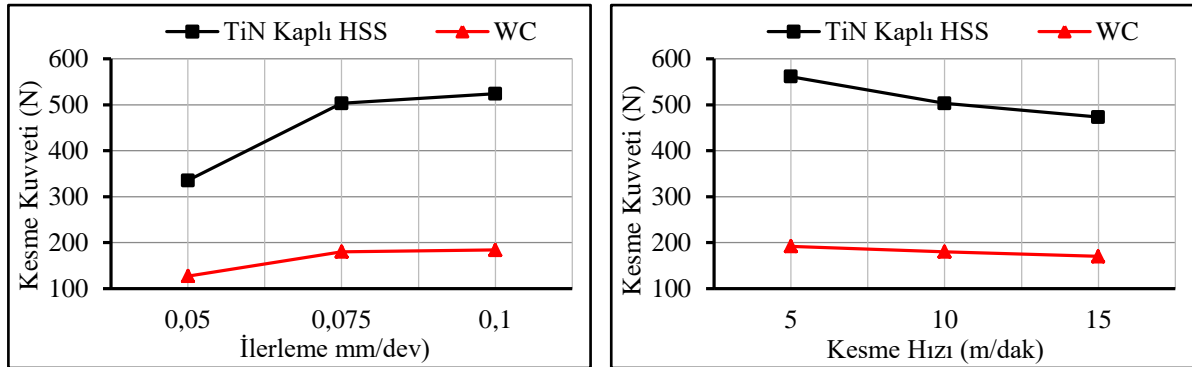 TiN Kaplı HSS WC
Kesme Kuvveti (N)
600
500
400
300
200
100
0,05 0,075 0,1
İlerleme mm/dev)
TiN Kaplı HSS WC
Kesme Kuvveti (N)
600
500
400
300
200
100
5 10 15
Kesme Hızı (m/dak)